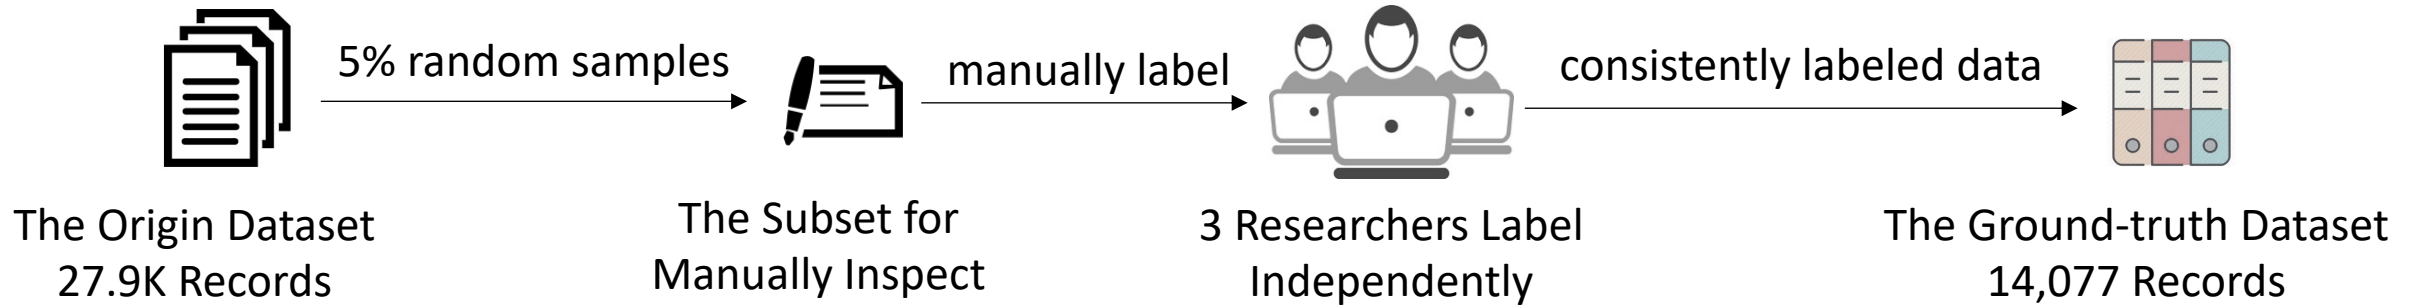 5% random samples
manually label
consistently labeled data
The Origin Dataset
27.9K Records
The Subset for
Manually Inspect
3 Researchers Label
Independently
The Ground-truth Dataset
14,077 Records